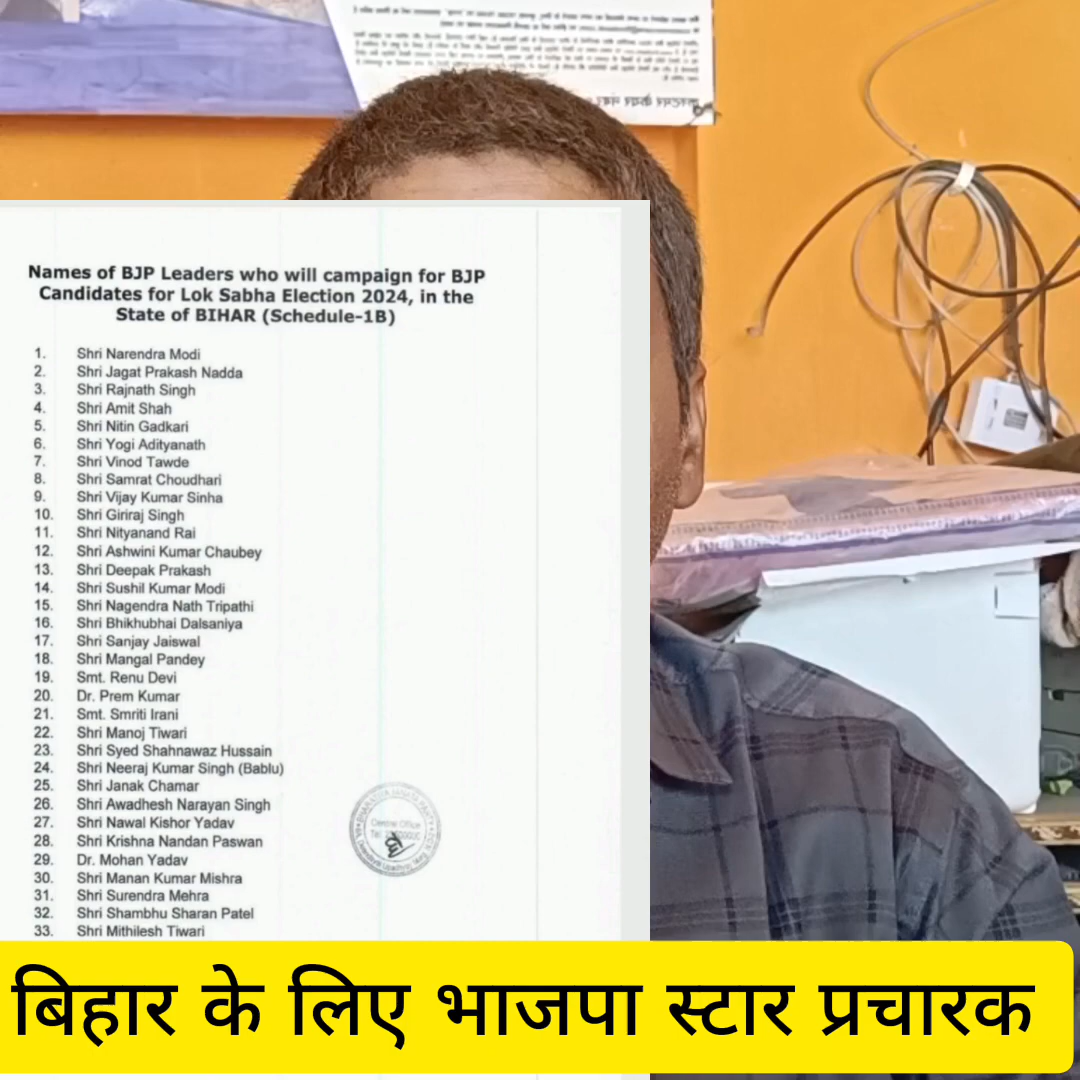 Names of BJP Leaders who will campaign for BJP
Candidates for Lok Sabha Election 2024, in the
State of BIHAR (Schedule-1B)
1. Shri Narendra Modi
2. Shri Jagat Prakash Nadda
3. Shri Rajnath Singh
4. Shri Amit Shah
5. Shri Nitin Gadkari
6. Shri Yogi Adityanath
7. Shri Vinod Tawde
8. Shri Samrat Choudhari
9. Shri Vijay Kumar Sinha
10. Shri Giriraj Singh
11. Shri Nityanand Rai
12. Shri Ashwini Kumar Chaubey
13. Shri Deepak Prakash
14. Shri Sushil Kumar Modi
15. Shri Nagendra Nath Tripathi
16. Shri Bhikhubhai Dalsaniya
17. Shri Sanjay Jaiswal
18. Shri Mangal Pandey
19. Smt. Renu Devi
20. Dr. Prem Kumar
21. Smt. Smriti Irani
22. Shri Manoj Tiwari
23. Shri Syed Shahnawaz Hussain
24. Shri Neeraj Kumar Singh (Bablu)
25. Shri Janak Chamar
26. Shri Awadhesh Narayan Singh
27. Shri Nawal Kishor Yadav
28. Shri Krishna Nandan Paswan
29. Dr. Mohan Yadav
30. Shri Manan Kumar Mishra
31. Shri Surendra Mehra
32. Shri Shambhu Sharan Patel
33. Shri Mithilesh Tiwari
Central Office
बिहार के लिए भाजपा स्टार प्रचारक